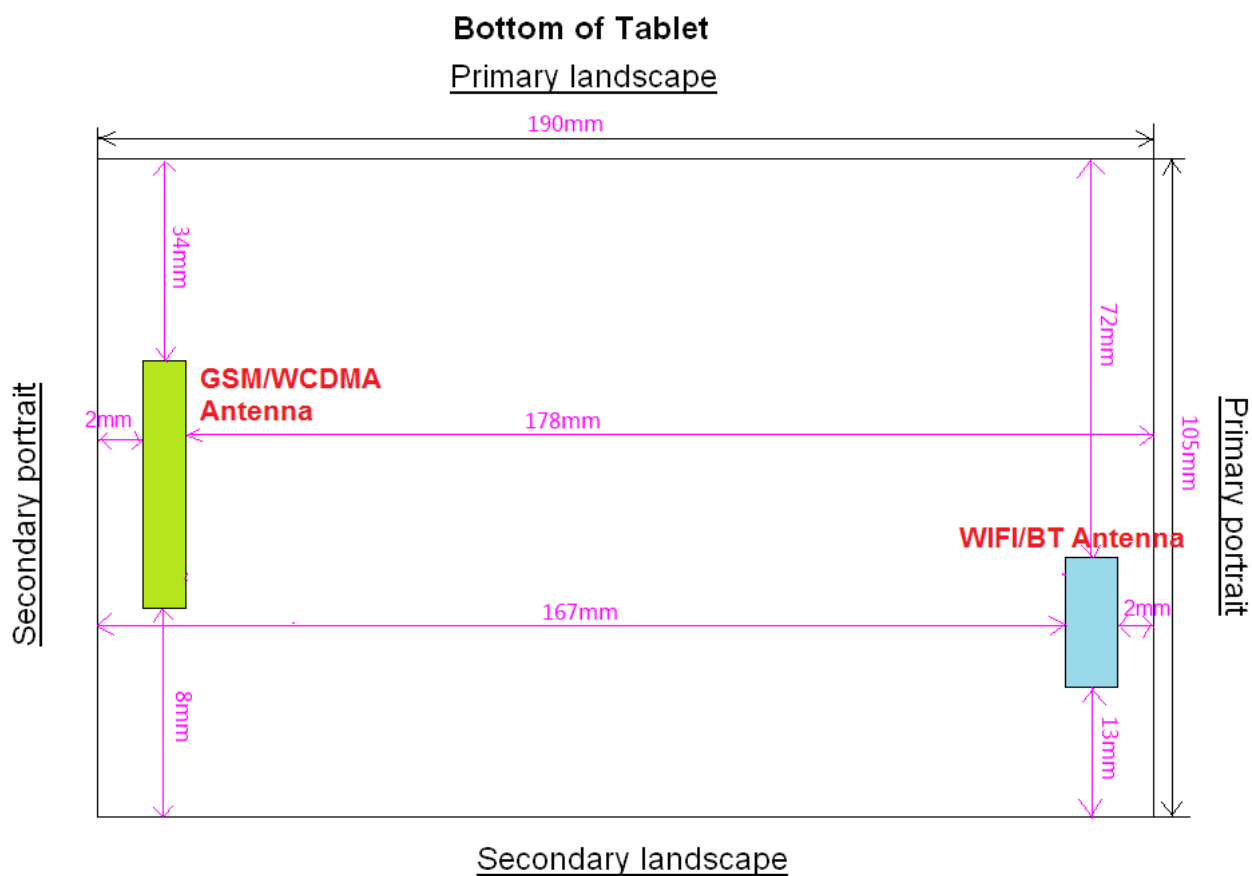 Bottom of Tablet
Primary landscape
190mm
34mm
72mm
GSM/WCDMA
Antenna
2mm
178mm
105mm
Secondary portrait
Primary portrait
WIFI/BT Antenna
167mm
2mm
8mm
13mm
Secondary landscape